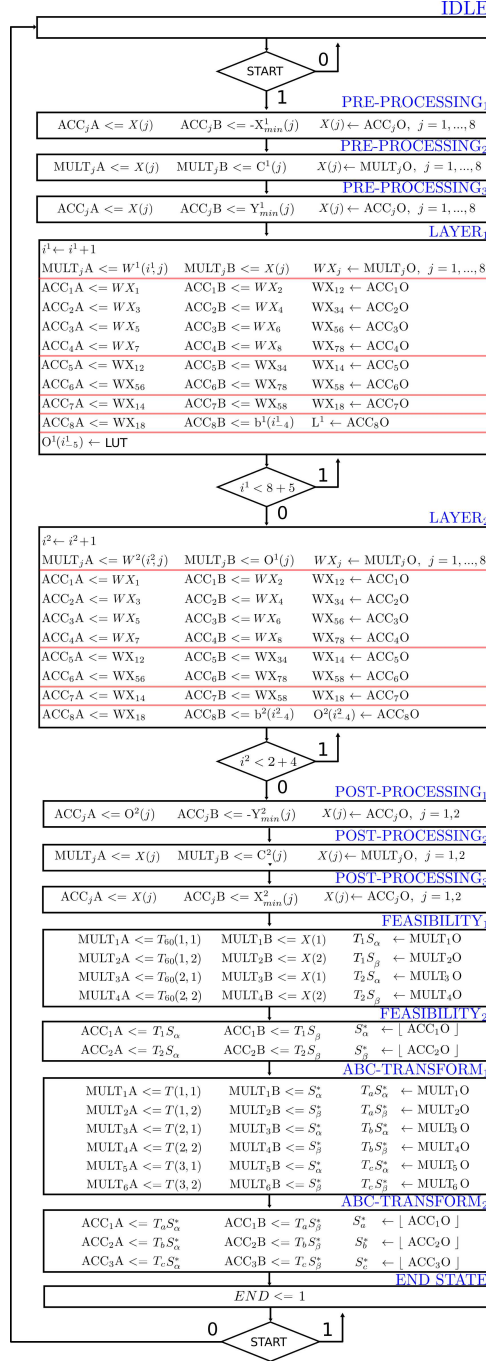 IDLE
START
0
1
PRE-PROCESSING₁
ACCⱼA <= X(j) ACCⱼB <= -X¹ₘᵢₙ(j) X(j)← ACCⱼO, j = 1, ...,8
PRE-PROCESSING₂
MULTⱼA <= X(j) MULTⱼB <= C¹(j) X(j)← MULTⱼO, j = 1, ...,8
PRE-PROCESSING₃
ACCⱼA <= X(j) ACCⱼB <= Y¹ₘᵢₙ(j) X(j)← ACCⱼO, j = 1, ...,8
LAYER₁
i¹← i¹+1
MULTⱼA <= W¹(i¹,j) MULTⱼB <= X(j) WXⱼ ← MULTⱼO, j = 1, ...,8
ACC₁A <= WX₁ ACC₁B <= WX₂ WX₁₂ ← ACC₁O
ACC₂A <= WX₃ ACC₂B <= WX₄ WX₃₄ ← ACC₂O
ACC₃A <= WX₅ ACC₃B <= WX₆ WX₅₆ ← ACC₃O
ACC₄A <= WX₇ ACC₄B <= WX₈ WX₇₈ ← ACC₄O
ACC₅A <= WX₁₂ ACC₅B <= WX₃₄ WX₁₄ ← ACC₅O
ACC₆A <= WX₅₆ ACC₆B <= WX₇₈ WX₅₈ ← ACC₆O
ACC₇A <= WX₁₄ ACC₇B <= WX₅₈ WX₁₈ ← ACC₇O
ACC₈A <= WX₁₈ ACC₈B <= b¹(i¹₋₄) L¹ ← ACC₈O
O¹(i¹₋₅) ← LUT
i¹ < 8 + 5
1
0
LAYER₂
i²← i²+1
MULTⱼA <= W²(i²,j) MULTⱼB <= O¹(j) WXⱼ ← MULTⱼO, j = 1, ...,8
ACC₁A <= WX₁ ACC₁B <= WX₂ WX₁₂ ← ACC₁O
ACC₂A <= WX₃ ACC₂B <= WX₄ WX₃₄ ← ACC₂O
ACC₃A <= WX₅ ACC₃B <= WX₆ WX₅₆ ← ACC₃O
ACC₄A <= WX₇ ACC₄B <= WX₈ WX₇₈ ← ACC₄O
ACC₅A <= WX₁₂ ACC₅B <= WX₃₄ WX₁₄ ← ACC₅O
ACC₆A <= WX₅₆ ACC₆B <= WX₇₈ WX₅₈ ← ACC₆O
ACC₇A <= WX₁₄ ACC₇B <= WX₅₈ WX₁₈ ← ACC₇O
ACC₈A <= WX₁₈ ACC₈B <= b²(i²₋₄) O²(i²₋₄) ← ACC₈O
i² < 2 + 4
1
0
POST-PROCESSING₁
ACCⱼA <= O²(j) ACCⱼB <= -Y²ₘᵢₙ(j) X(j)← ACCⱼO, j = 1,2
POST-PROCESSING₂
MULTⱼA <= X(j) MULTⱼB <= C²(j) X(j)← MULTⱼO, j = 1,2
POST-PROCESSING₃
ACCⱼA <= X(j) ACCⱼB <= X²ₘᵢₙ(j) X(j)← ACCⱼO, j = 1,2
FEASIBILITY₁
MULT₁A <= T₆₀(1, 1) MULT₁B <= X(1) T₁Sα ← MULT₁O
MULT₂A <= T₆₀(1, 2) MULT₂B <= X(2) T₁Sᵦ ← MULT₂O
MULT₃A <= T₆₀(2, 1) MULT₃B <= X(1) T₂Sα ← MULT₃O
MULT₄A <= T₆₀(2, 2) MULT₄B <= X(2) T₂Sᵦ ← MULT₄O
FEASIBILITY₂
ACC₁A <= T₁Sα ACC₁B <= T₁Sᵦ S*α ← ⌊ ACC₁O ⌋
ACC₂A <= T₂Sα ACC₂B <= T₂Sᵦ S*ᵦ ← ⌊ ACC₂O ⌋
ABC-TRANSFORM₁
MULT₁A <= T(1, 1) MULT₁B <= S*α TₐS*α ← MULT₁O
MULT₂A <= T(1, 2) MULT₂B <= S*ᵦ TₐS*ᵦ ← MULT₂O
MULT₃A <= T(2, 1) MULT₃B <= S*α T_bS*α ← MULT₃O
MULT₄A <= T(2, 2) MULT₄B <= S*ᵦ T_bS*ᵦ ← MULT₄O
MULT₅A <= T(3, 1) MULT₅B <= S*α T_cS*α ← MULT₅O
MULT₆A <= T(3, 2) MULT₆B <= S*ᵦ T_cS*ᵦ ← MULT₆O
ABC-TRANSFORM₂
ACC₁A <= TₐS*α ACC₁B <= TₐS*ᵦ S*ₐ ← ⌊ ACC₁O ⌋
ACC₂A <= T_bS*α ACC₂B <= T_bS*ᵦ S*_b ← ⌊ ACC₂O ⌋
ACC₃A <= T_cS*α ACC₃B <= T_cS*ᵦ S*_c ← ⌊ ACC₃O ⌋
END STATE
END <= 1
0
START
1